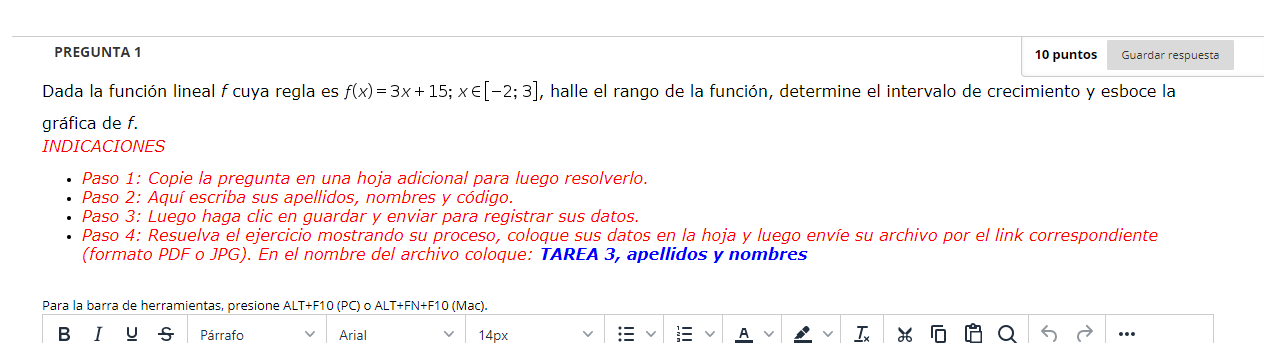 PREGUNTA 1
10 puntos
Guardar respuesta
Dada la función lineal f cuya regla es f(x)=3x+15; x∈[−2; 3], halle el rango de la función, determine el intervalo de crecimiento y esboce la
gráfica de f.
INDICACIONES
• Paso 1: Copie la pregunta en una hoja adicional para luego resolverlo.
• Paso 2: Aquí escriba sus apellidos, nombres y código.
• Paso 3: Luego haga clic en guardar y enviar para registrar sus datos.
• Paso 4: Resuelva el ejercicio mostrando su proceso, coloque sus datos en la hoja y luego envíe su archivo por el link correspondiente
(formato PDF o JPG). En el nombre del archivo coloque: TAREA 3, apellidos y nombres
Para la barra de herramientas, presione ALT+F10 (PC) o ALT+FN+F10 (Mac).
B I U S Párrafo Arial 14px A